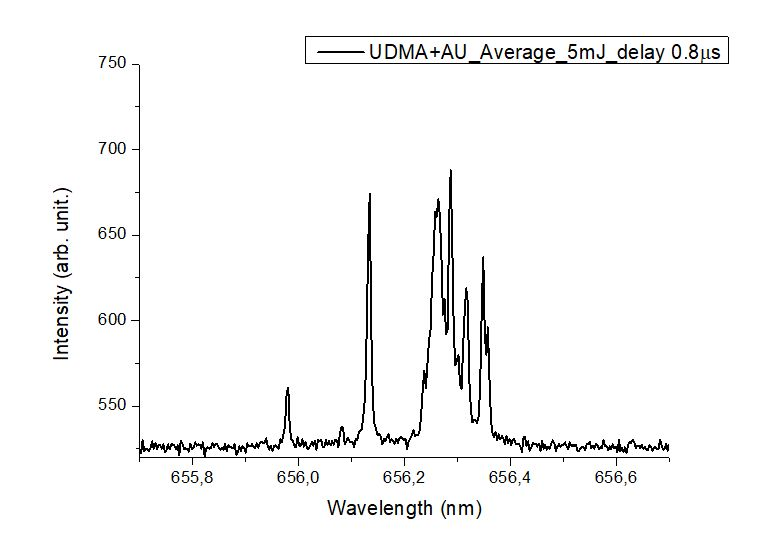 UDMA+AU_Average_5mJ_delay 0.8μs
750
700
650
600
550
Intensity (arb. unit.)
655,8 656,0 656,2 656,4 656,6
Wavelength (nm)